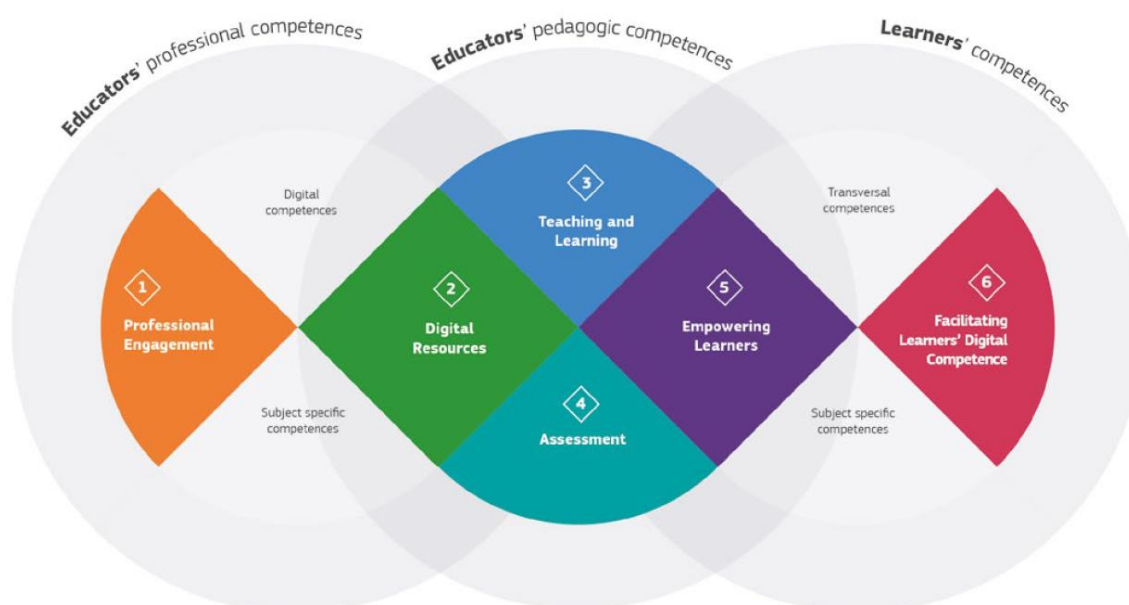 Educators' professional competences
Educators' pedagogic competences
Learners' competences
Digital
competences
Subject specific
competences
1
Professional
Engagement
2
Digital
Resources
3
Teaching and
Learning
4
Assessment
5
Empowering
Learners
Transversal
competences
Subject specific
competences
6
Facilitating
Learners' Digital
Competence